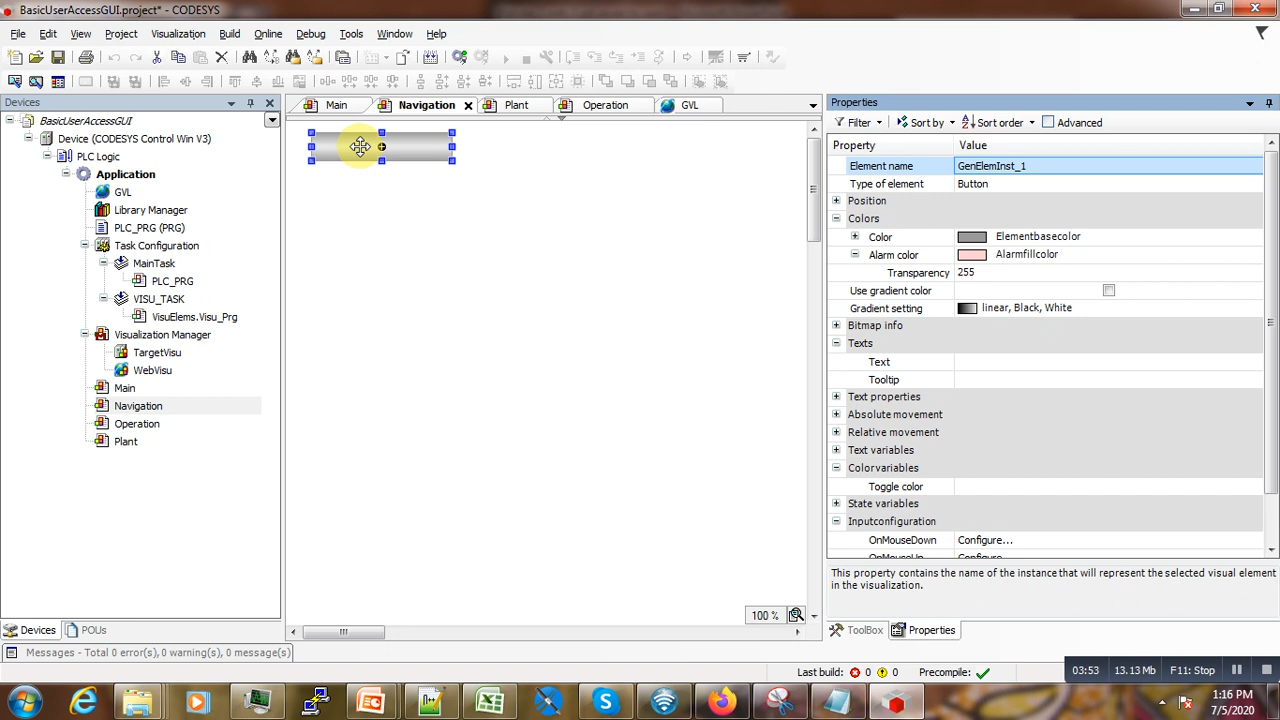 BasicUserAccessGUI.project* - CODESYS
File Edit View Project Visualization Build Online Debug Tools Window Help
Devices
BasicUserAccessGUI
Device (CODESYS Control Win V3)
PLC Logic
Application
GVL
Library Manager
PLC_PRG (PRG)
Task Configuration
MainTask
PLC_PRG
VISU_TASK
VisuElems.Visu_Prg
Visualization Manager
TargetVisu
WebVisu
Main
Navigation
Operation
Plant
Devices POUs
Main Navigation Plant Operation GVL
100 %
Properties
Filter Sort by Sort order Advanced
Property Value
Element name GenElemInst_1
Type of element Button
Position
Colors
Color Elementbasecolor
Alarm color Alarmfillcolor
Transparency 255
Use gradient color
Gradient setting linear, Black, White
Bitmap info
Texts
Text
Tooltip
Text properties
Absolute movement
Relative movement
Text variables
Colorvariables
Toggle color
State variables
Inputconfiguration
OnMouseDown Configure...
OnMouseUp Configure...
This property contains the name of the instance that will represent the selected visual element
in the visualization.
ToolBox Properties
Messages - Total 0 error(s), 0 warning(s), 0 message(s)
Last build: 0 0 Precompile:
03:53 13.13 Mb F11: Stop
1:16 PM
7/5/2020